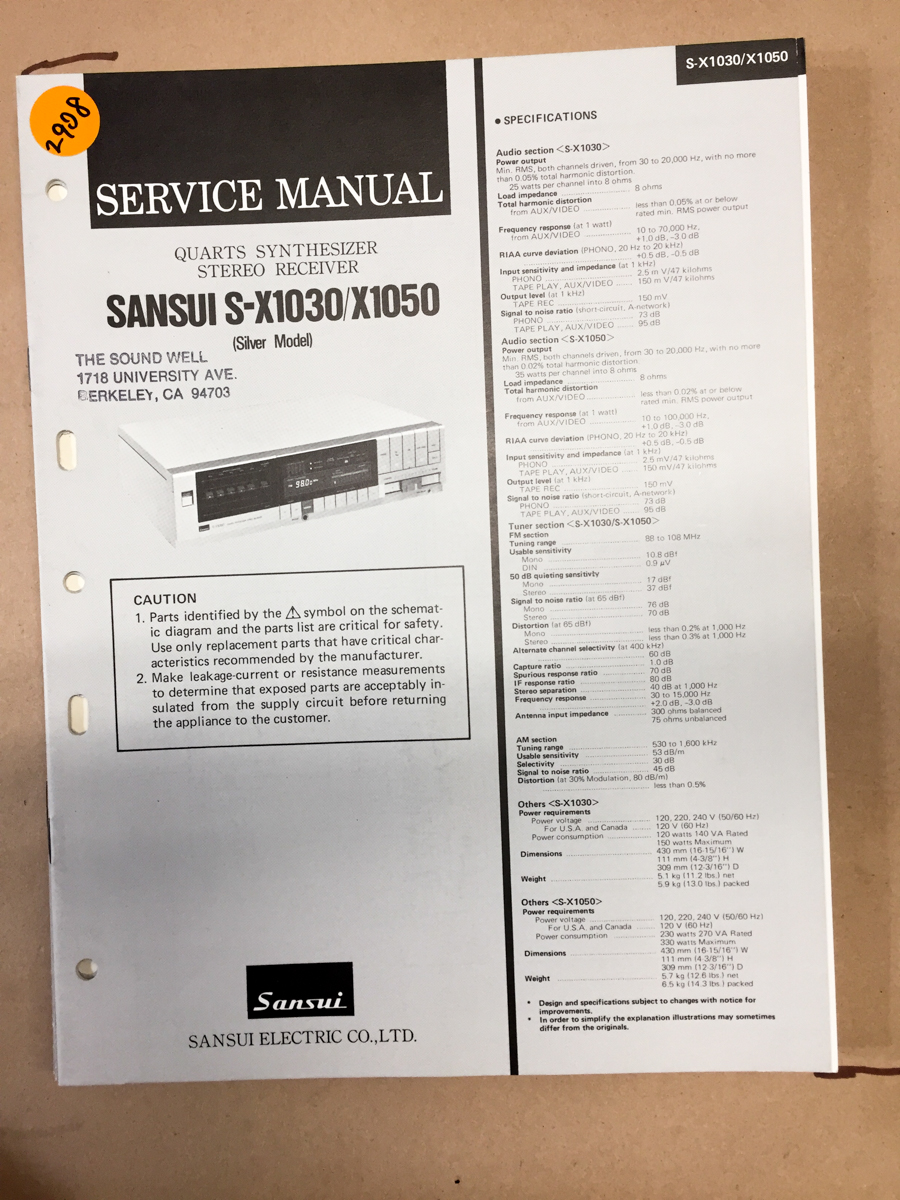 2908
SERVICE MANUAL
QUARTS SYNTHESIZER
STEREO RECEIVER
SANSUI S-X1030/X1050
(Silver Model)
THE SOUND WELL
1718 UNIVERSITY AVE.
BERKELEY, CA 94703
98.0
CAUTION
1. Parts identified by the ⚠ symbol on the schemat-
ic diagram and the parts list are critical for safety.
Use only replacement parts that have critical char-
acteristics recommended by the manufacturer.
2. Make leakage-current or resistance measurements
to determine that exposed parts are acceptably in-
sulated from the supply circuit before returning
the appliance to the customer.
Sansui
SANSUI ELECTRIC CO.,LTD.
S-X1030/X1050
● SPECIFICATIONS
Audio section <S-X1030>
Power output
Min. RMS, both channels driven, from 30 to 20,000 Hz, with no more
than 0.05% total harmonic distortion.
25 watts per channel into 8 ohms
Load impedance 8 ohms
Total harmonic distortion
from AUX/VIDEO less than 0.05% at or below
rated min. RMS power output
Frequency response (at 1 watt)
from AUX/VIDEO 10 to 70,000 Hz,
+1.0 dB, -3.0 dB
RIAA curve deviation (PHONO, 20 Hz to 20 kHz)
+0.5 dB, -0.5 dB
Input sensitivity and impedance (at 1 kHz)
PHONO 2.5 m V/47 kilohms
TAPE PLAY, AUX/VIDEO 150 m V/47 kilohms
Output level (at 1 kHz)
TAPE REC 150 mV
Signal to noise ratio (short-circuit, A-network)
PHONO 73 dB
TAPE PLAY, AUX/VIDEO 95 dB
Audio section <S-X1050>
Power output
Min. RMS, both channels driven, from 30 to 20,000 Hz, with no more
than 0.02% total harmonic distortion.
35 watts per channel into 8 ohms
Load impedance 8 ohms
Total harmonic distortion
from AUX/VIDEO less than 0.02% at or below
rated min. RMS power output
Frequency response (at 1 watt)
from AUX/VIDEO 10 to 100,000 Hz,
+1.0 dB, -3.0 dB
RIAA curve deviation (PHONO, 20 Hz to 20 kHz)
+0.5 dB, -0.5 dB
Input sensitivity and impedance (at 1 kHz)
PHONO 2.5 mV/47 kilohms
TAPE PLAY, AUX/VIDEO 150 mV/47 kilohms
Output level (at 1 kHz)
TAPE REC 150 mV
Signal to noise ratio (short-circuit, A-network)
PHONO 73 dB
TAPE PLAY, AUX/VIDEO 95 dB
Tuner section <S-X1030/S-X1050>
FM section
Tuning range 88 to 108 MHz
Usable sensitivity
Mono 10.8 dBf
DIN 0.9 µV
50 dB quieting sensitivity
Mono 17 dBf
Stereo 37 dBf
Signal to noise ratio (at 65 dBf)
Mono 76 dB
Stereo 70 dB
Distortion (at 65 dBf)
Mono less than 0.2% at 1,000 Hz
Stereo less than 0.3% at 1,000 Hz
Alternate channel selectivity (at 400 kHz)
60 dB
Capture ratio 1.0 dB
Spurious response ratio 70 dB
IF response ratio 80 dB
Stereo separation 40 dB at 1,000 Hz
Frequency response 30 to 15,000 Hz
+2.0 dB, -3.0 dB
Antenna input impedance 300 ohms balanced
75 ohms unbalanced
AM section
Tuning range 530 to 1,600 kHz
Usable sensitivity 53 dB/m
Selectivity 30 dB
Signal to noise ratio 45 dB
Distortion (at 30% Modulation, 80 dB/m)
less than 0.5%
Others <S-X1030>
Power requirements
Power voltage 120, 220, 240 V (50/60 Hz)
For U.S.A. and Canada 120 V (60 Hz)
Power consumption 120 watts 140 VA Rated
150 watts Maximum
Dimensions 430 mm (16-15/16") W
111 mm (4-3/8") H
309 mm (12-3/16") D
Weight 5.1 kg (11.2 lbs.) net
5.9 kg (13.0 lbs.) packed
Others <S-X1050>
Power requirements
Power voltage 120, 220, 240 V (50/60 Hz)
For U.S.A. and Canada 120 V (60 Hz)
Power consumption 230 watts 270 VA Rated
330 watts Maximum
Dimensions 430 mm (16-15/16") W
111 mm (4-3/8") H
309 mm (12-3/16") D
Weight 5.7 kg (12.6 lbs.) net
6.5 kg (14.3 lbs.) packed
* Design and specifications subject to changes with notice for
improvements.
* In order to simplify the explanation illustrations may sometimes
differ from the originals.